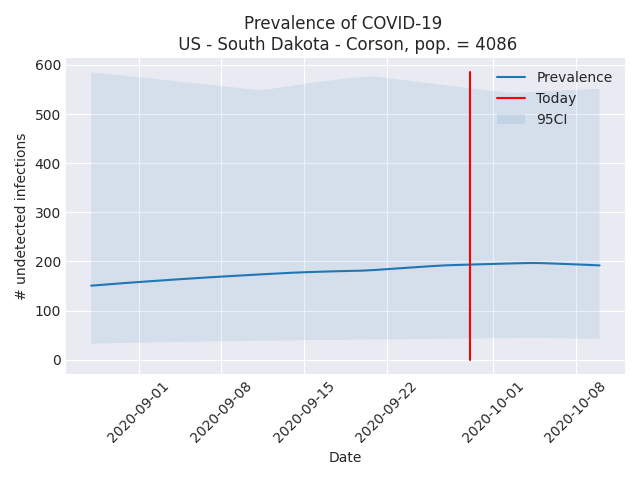 Prevalence of COVID-19
US - South Dakota - Corson, pop. = 4086
600
500
400
300
200
100
0
# undetected infections
Prevalence
Today
95CI
2020-09-01
2020-09-08
2020-09-15
2020-09-22
2020-10-01
2020-10-08
Date